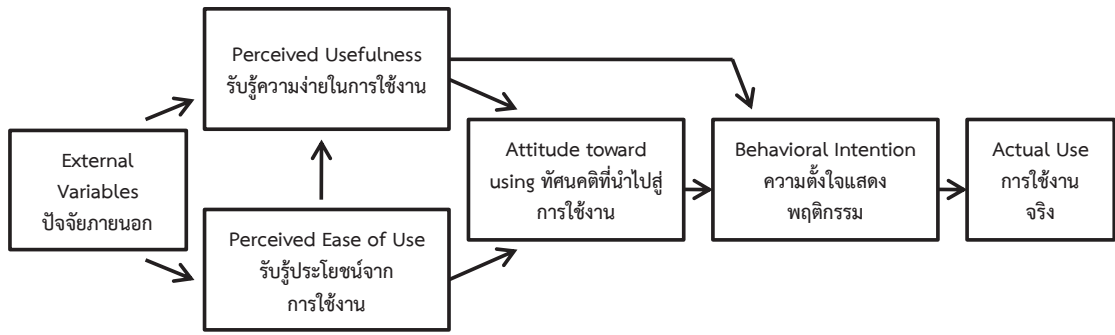 Perceived Usefulness
รับรู้ความง่ายในการใช้งาน
External
Variables
ปัจจัยภายนอก
Perceived Ease of Use
รับรู้ประโยชน์จาก
การใช้งาน
Attitude toward
using ทัศนคติที่นำไปสู่
การใช้งาน
Behavioral Intention
ความตั้งใจแสดง
พฤติกรรม
Actual Use
การใช้งาน
จริง